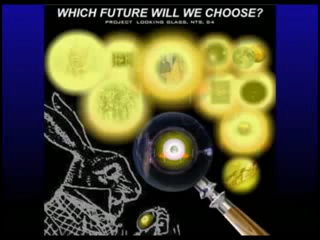 WHICH FUTURE WILL WE CHOOSE?
PROJECT LOOKING GLASS, NTS, S4